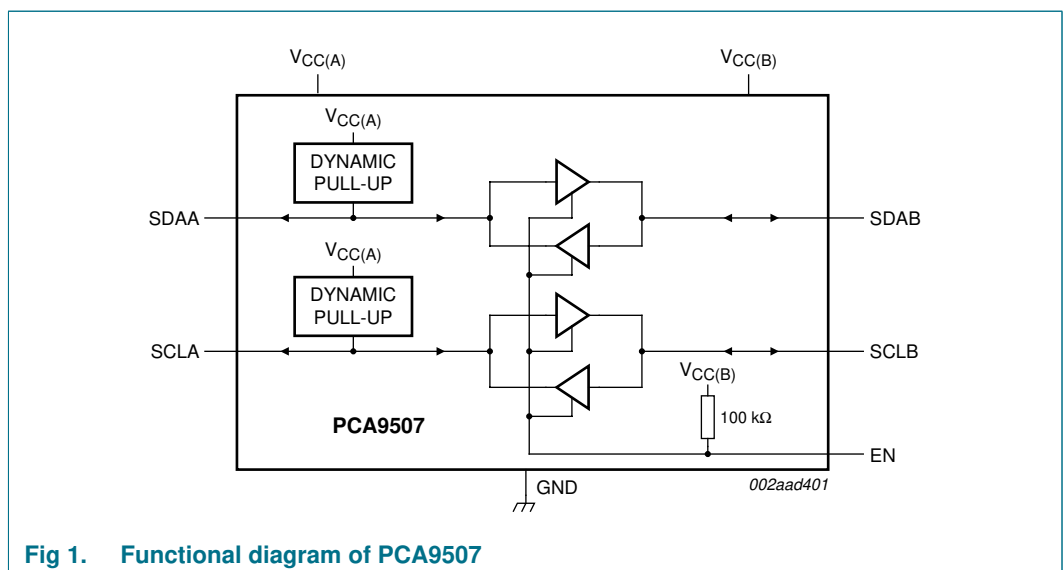 VCC(A)
VCC(B)
VCC(A)
DYNAMIC
PULL-UP
SDAA
SDAB
VCC(A)
DYNAMIC
PULL-UP
SCLA
SCLB
VCC(B)
100 kΩ
PCA9507
EN
GND
002aad401
Fig 1. Functional diagram of PCA9507